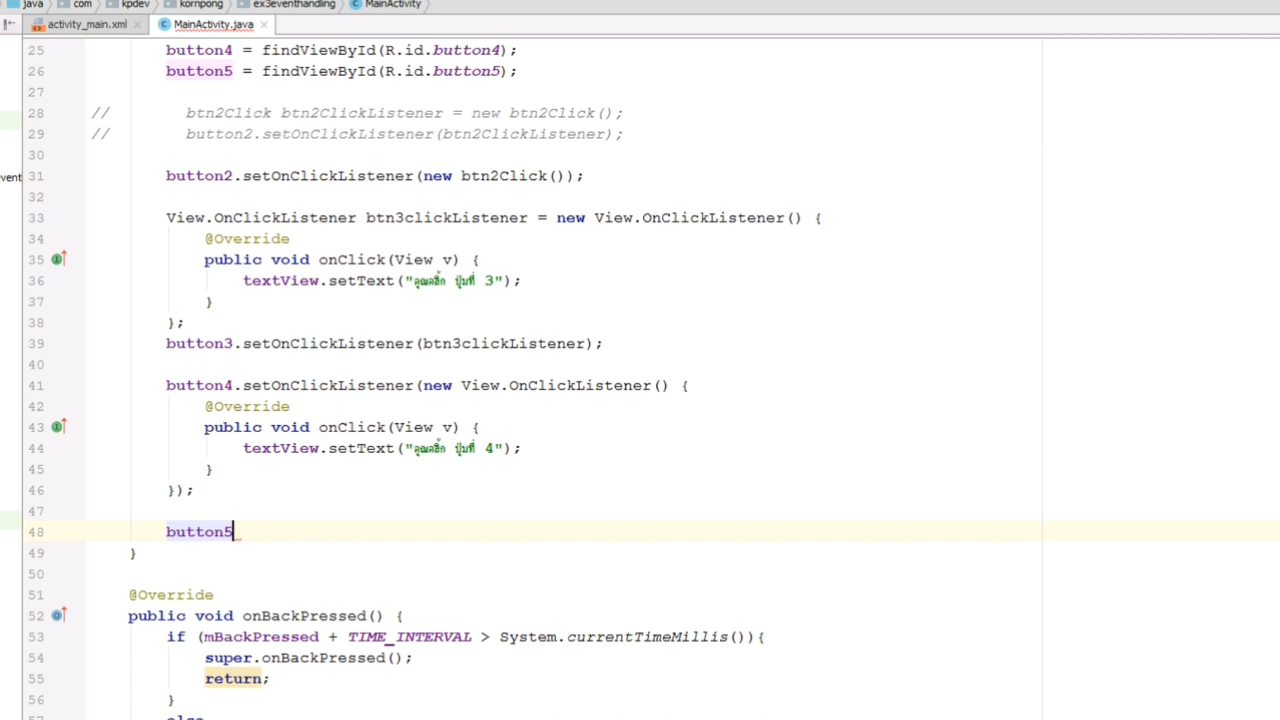 java com kpdev kornpong ex3eventhandling MainActivity
activity_main.xml MainActivity.java
25 button4 = findViewById(R.id.button4);
26 button5 = findViewById(R.id.button5);
27
28 // btn2Click btn2ClickListener = new btn2Click();
29 // button2.setOnClickListener(btn2ClickListener);
30
31 button2.setOnClickListener(new btn2Click());
32
33 View.OnClickListener btn3clickListener = new View.OnClickListener() {
34 @Override
35 public void onClick(View v) {
36 textView.setText("คุณคลิ้ก ปุ่มที่ 3");
37 }
38 };
39 button3.setOnClickListener(btn3clickListener);
40
41 button4.setOnClickListener(new View.OnClickListener() {
42 @Override
43 public void onClick(View v) {
44 textView.setText("คุณคลิ้ก ปุ่มที่ 4");
45 }
46 });
47
48 button5
49 }
50
51 @Override
52 public void onBackPressed() {
53 if (mBackPressed + TIME_INTERVAL > System.currentTimeMillis()){
54 super.onBackPressed();
55 return;
56 }
57 else